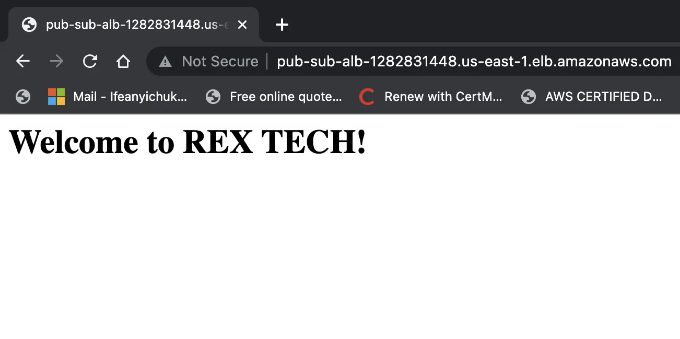 pub-sub-alb-1282831448.us-e
Not Secure | pub-sub-alb-1282831448.us-east-1.elb.amazonaws.com
Mail - Ifeanyichuk... Free online quote... Renew with CertM... AWS CERTIFIED D...
Welcome to REX TECH!